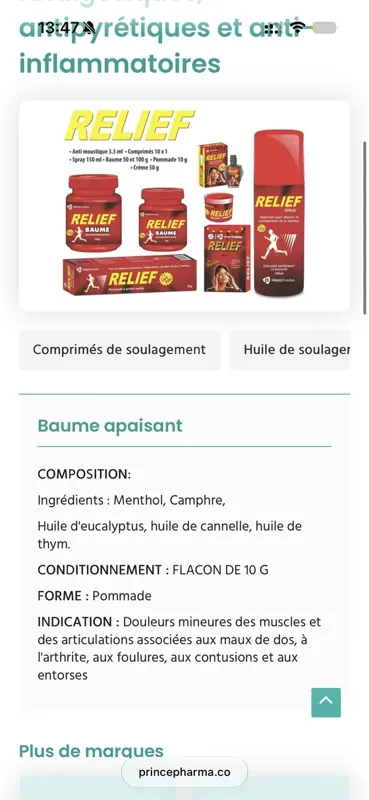 antipyrétiques et anti-
13:47
inflammatoires
RELIEF
• Anti moustique 3.5 ml • Comprimés 10 x 1
• Spray 150 ml • Baume 50 et 100 g • Pommade 10 g
• Crème 50 g
RELIEF
BAUME
RELIEF
BAUME
RELIEF
RELIEF
RELIEF
RELIEF
SPRAY
Comprimés de soulagement
Huile de soulager
Baume apaisant
COMPOSITION:
Ingrédients : Menthol, Camphre,
Huile d'eucalyptus, huile de cannelle, huile de
thym.
CONDITIONNEMENT : FLACON DE 10 G
FORME : Pommade
INDICATION : Douleurs mineures des muscles et
des articulations associées aux maux de dos, à
l'arthrite, aux foulures, aux contusions et aux
entorses
Plus de marques
princepharma.co